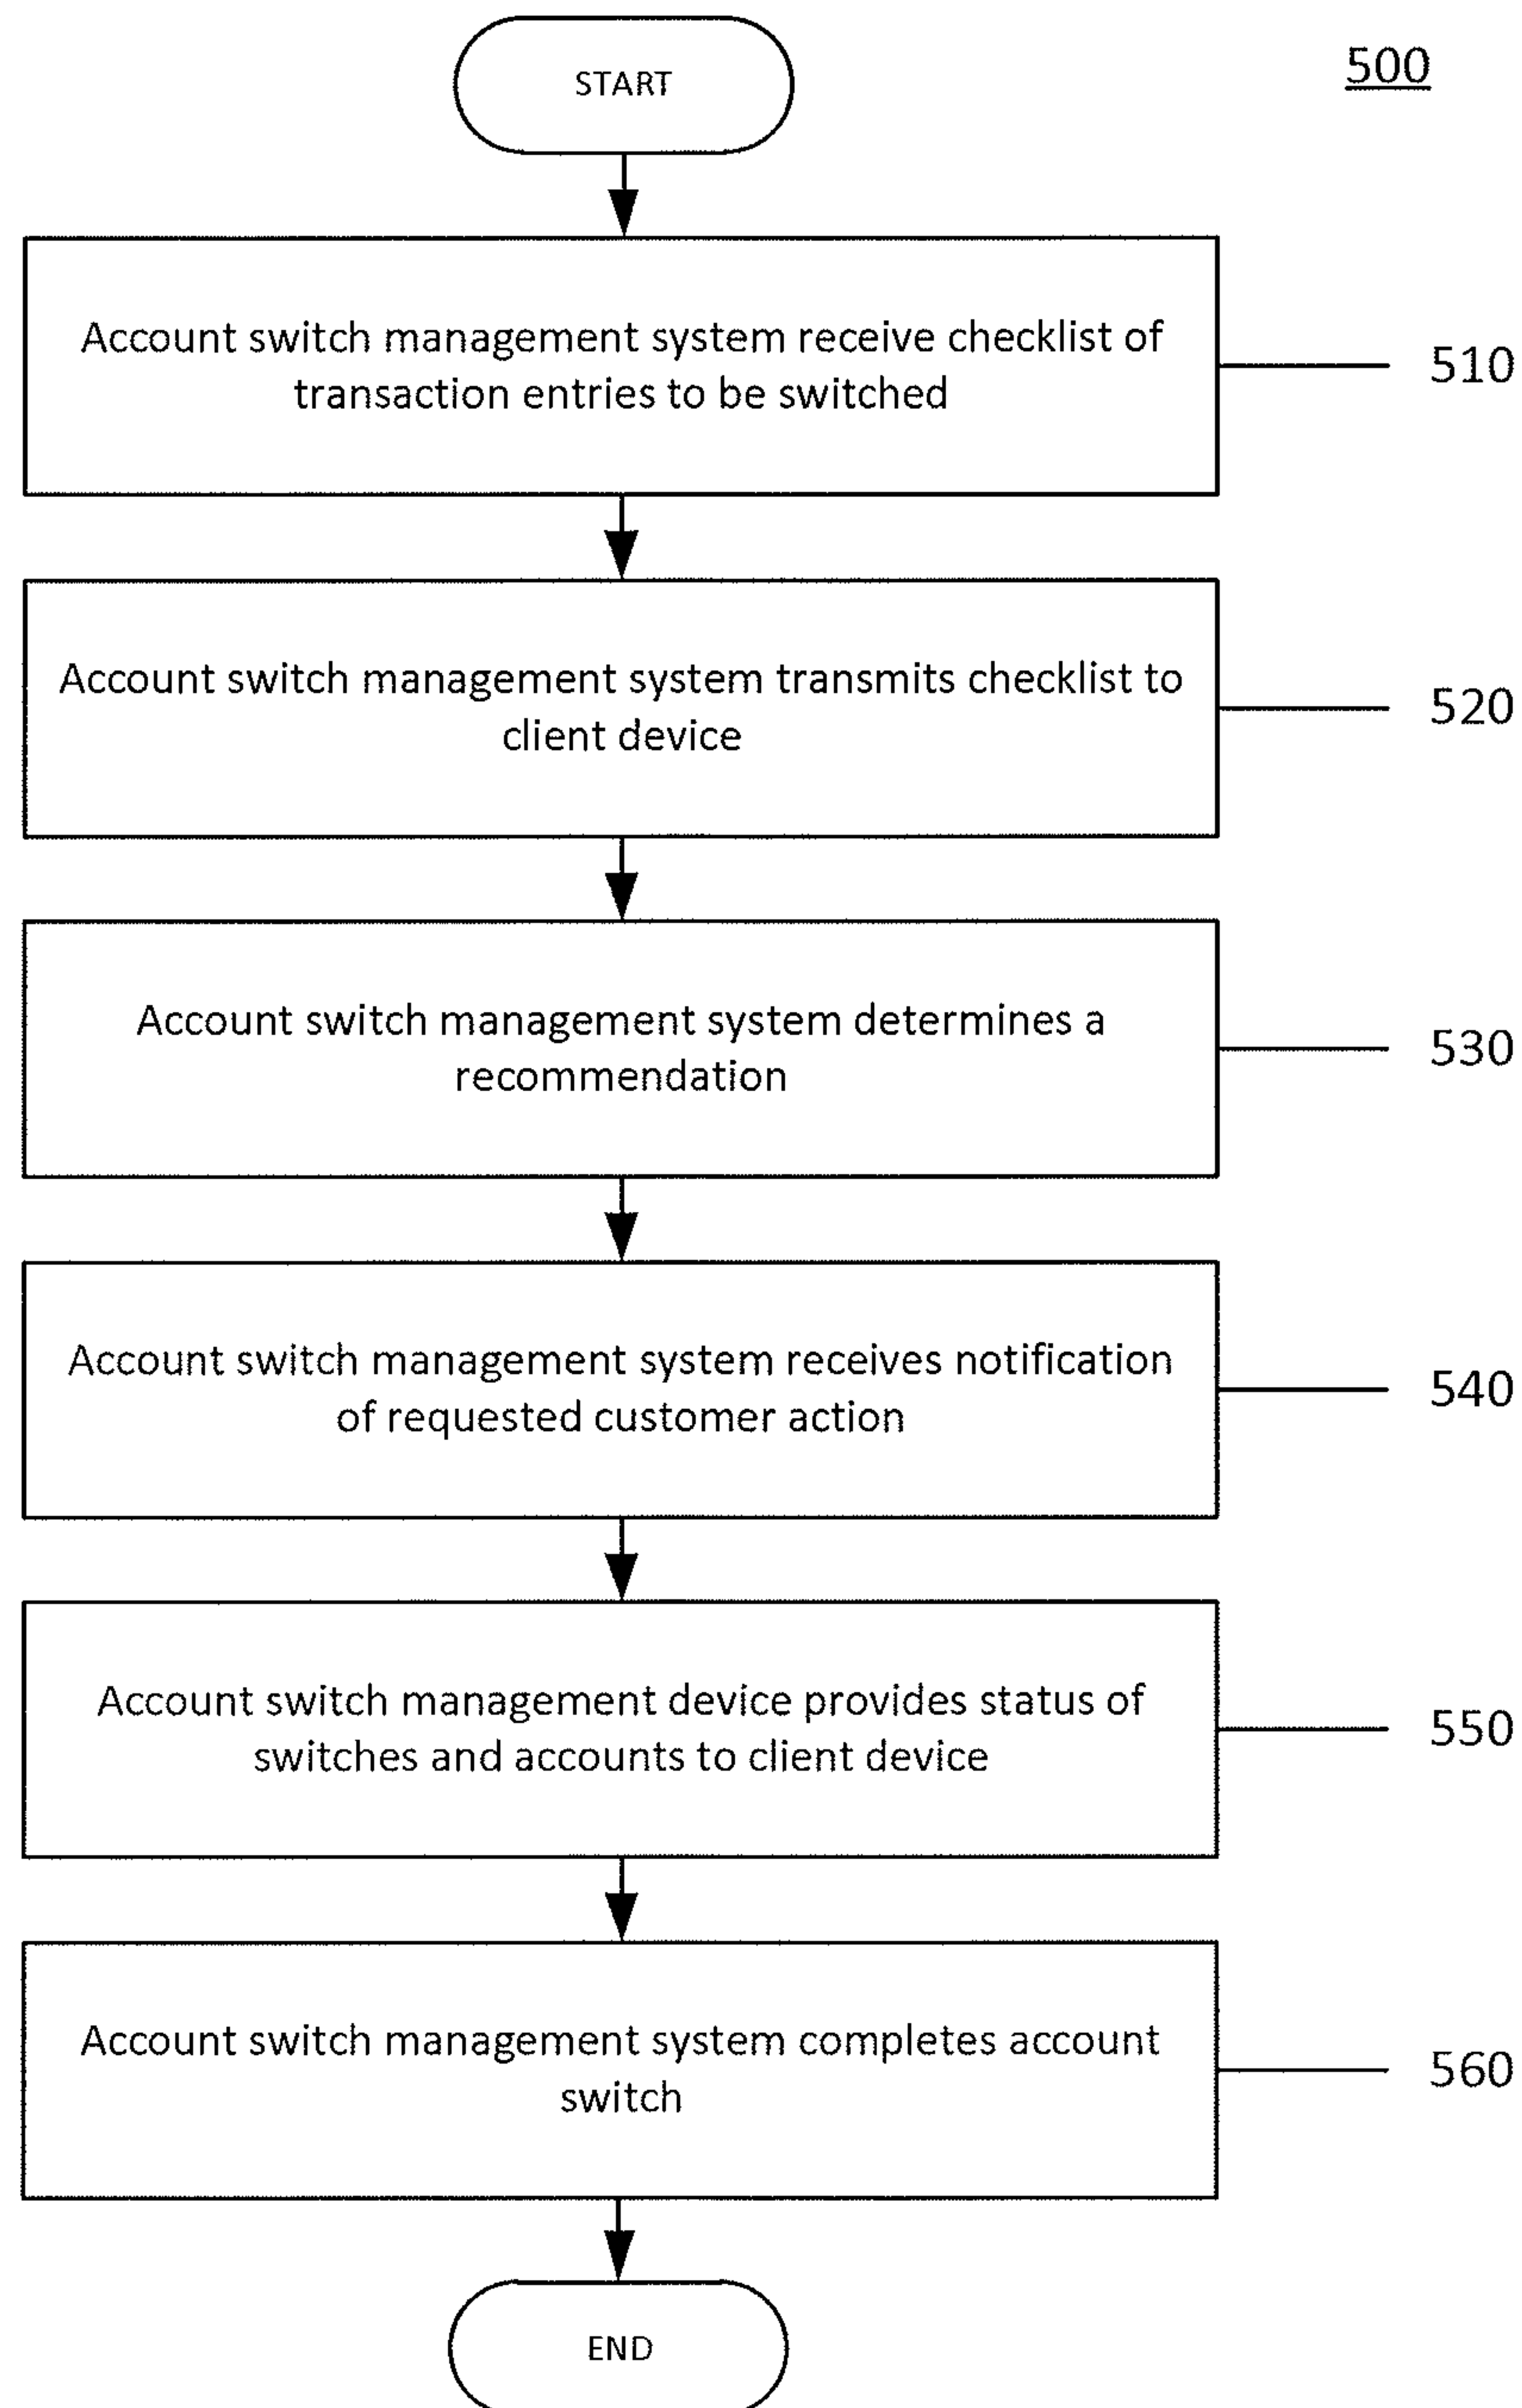 START
500
Account switch management system receive checklist of
transaction entries to be switched
510
Account switch management system transmits checklist to
client device
520
Account switch management system determines a
recommendation
530
Account switch management system receives notification
of requested customer action
540
Account switch management device provides status of
switches and accounts to client device
550
Account switch management system completes account
switch
560
END